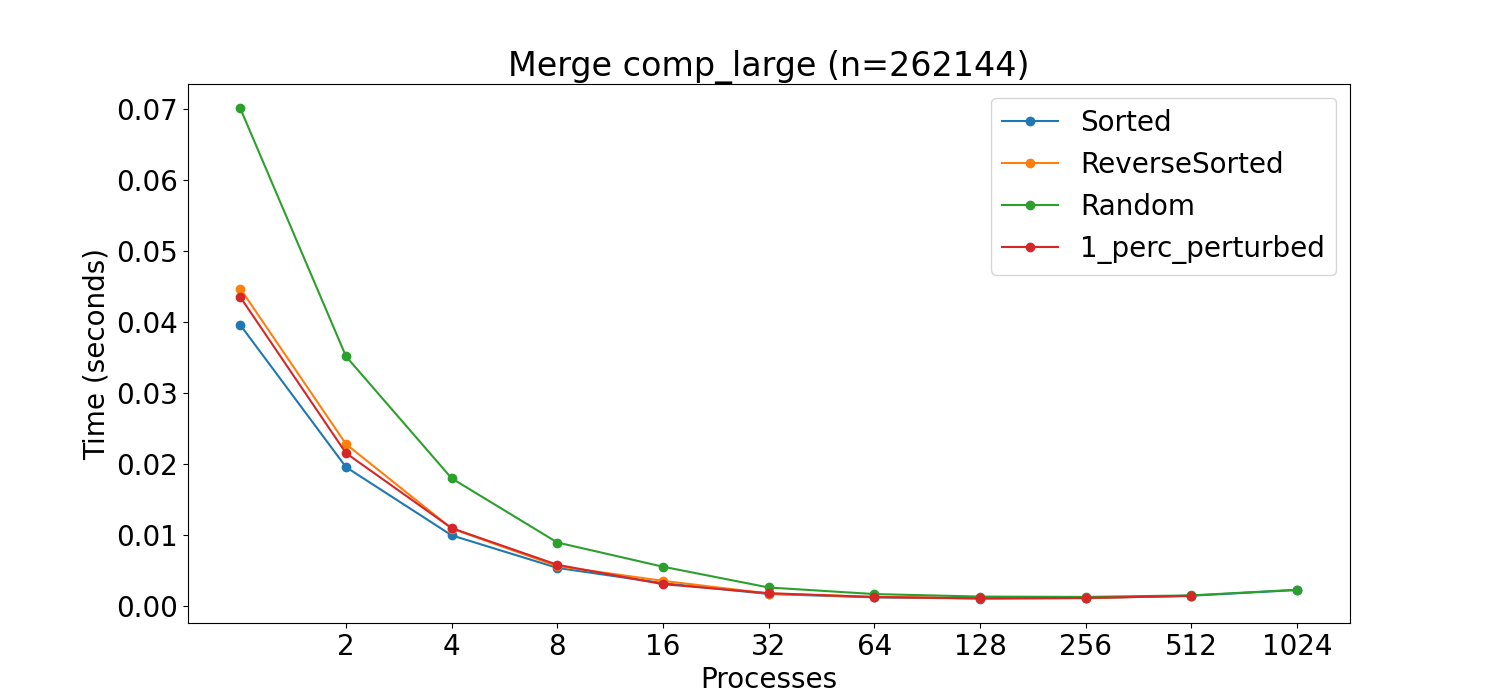 Merge comp_large (n=262144)
Time (seconds)
0.07
0.06
0.05
0.04
0.03
0.02
0.01
0.00
Sorted
ReverseSorted
Random
1_perc_perturbed
2 4 8 16 32 64 128 256 512 1024
Processes